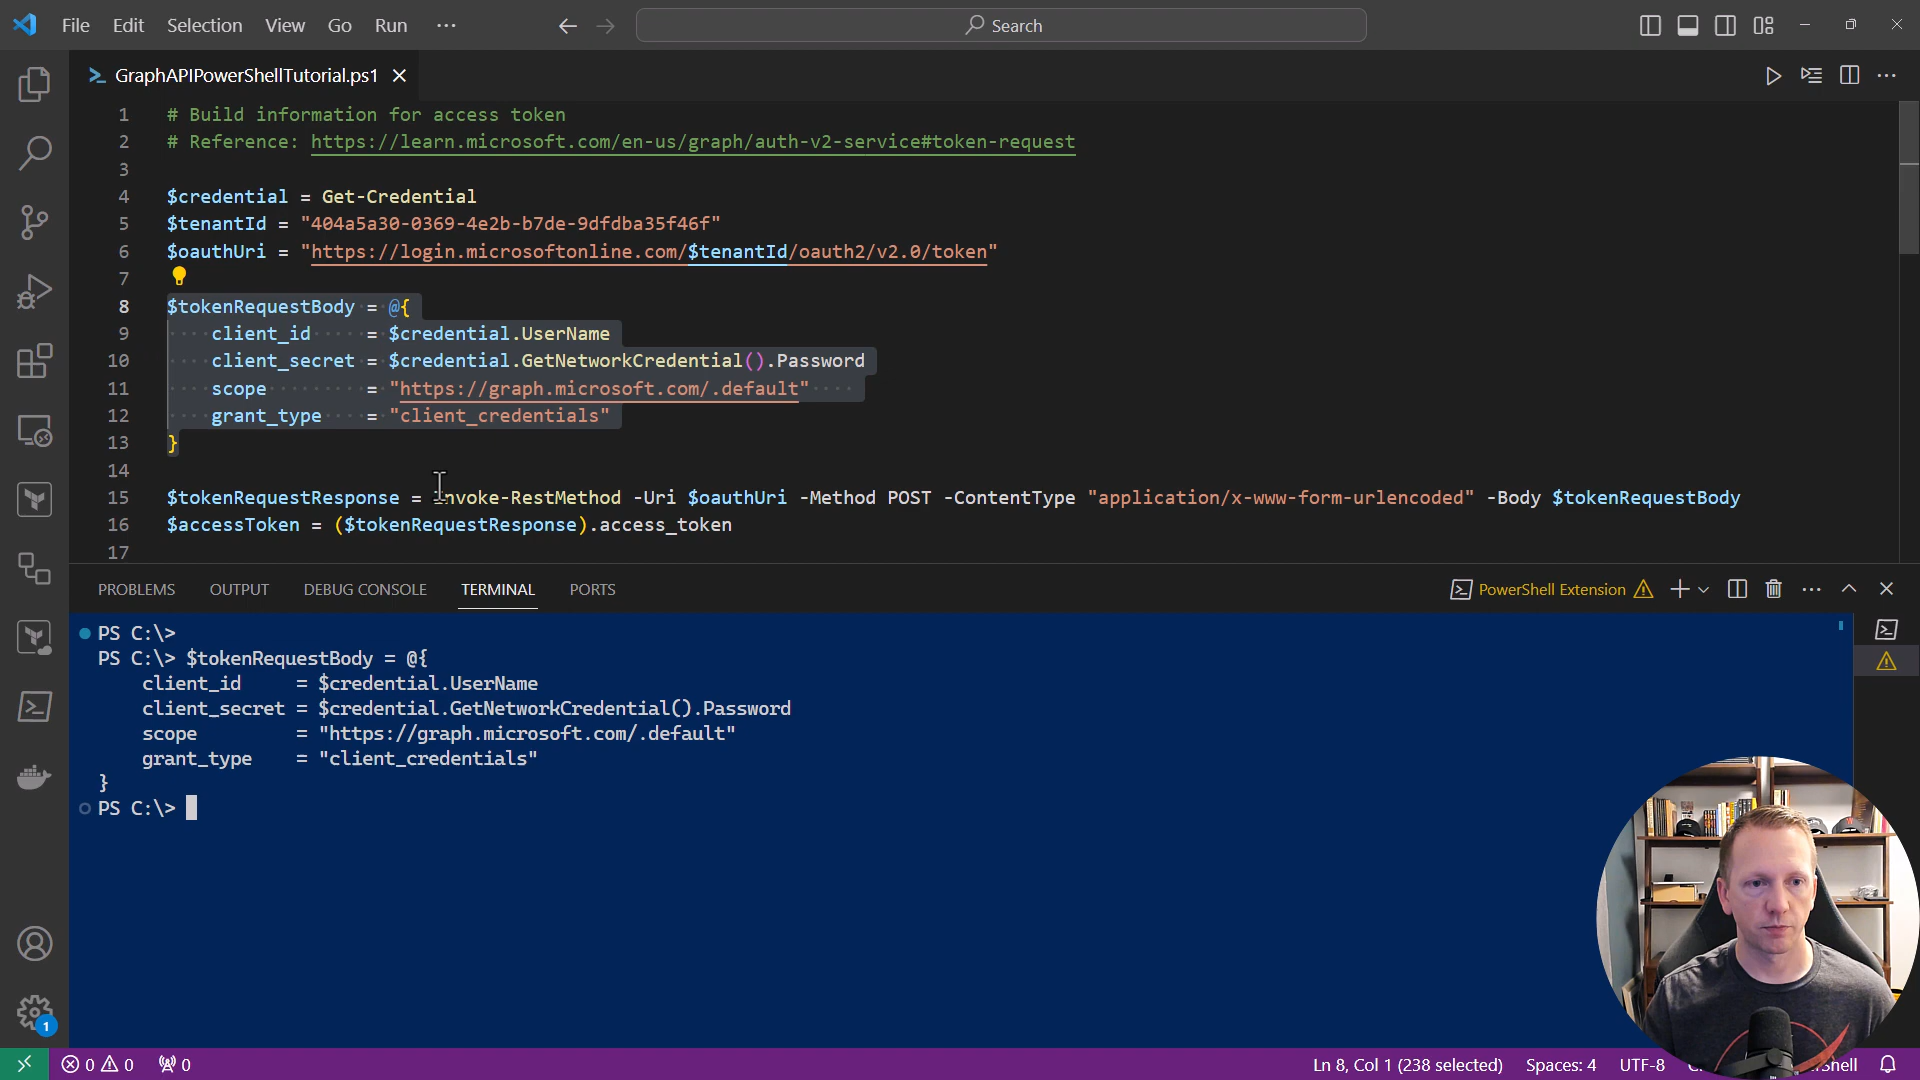 File Edit Selection View Go Run ··· Search
GraphAPIPowerShellTutorial.ps1
1 # Build information for access token
2 # Reference: https://learn.microsoft.com/en-us/graph/auth-v2-service#token-request
3
4 $credential = Get-Credential
5 $tenantId = "404a5a30-0369-4e2b-b7de-9dfdba35f46f"
6 $oauthUri = "https://login.microsoftonline.com/$tenantId/oauth2/v2.0/token"
7
8 $tokenRequestBody = @{
9 client_id = $credential.UserName
10 client_secret = $credential.GetNetworkCredential().Password
11 scope = "https://graph.microsoft.com/.default"
12 grant_type = "client_credentials"
13 }
14
15 $tokenRequestResponse = Invoke-RestMethod -Uri $oauthUri -Method POST -ContentType "application/x-www-form-urlencoded" -Body $tokenRequestBody
16 $accessToken = ($tokenRequestResponse).access_token
17
PROBLEMS OUTPUT DEBUG CONSOLE TERMINAL PORTS PowerShell Extension
PS C:\>
PS C:\> $tokenRequestBody = @{
client_id = $credential.UserName
client_secret = $credential.GetNetworkCredential().Password
scope = "https://graph.microsoft.com/.default"
grant_type = "client_credentials"
}
PS C:\>
1
0 0 0 Ln 8, Col 1 (238 selected) Spaces: 4 UTF-8